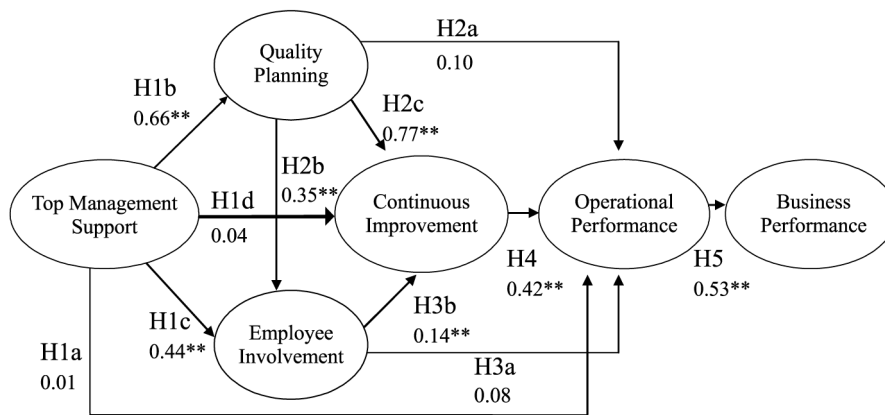 H2a
0.10
Quality
Planning
H1b
0.66**
H2c
0.77**
H2b
0.35**
Top Management
Support
H1d
0.04
Continuous
Improvement
Operational
Performance
Business
Performance
H4
0.42**
H5
0.53**
H3b
0.14**
H1c
0.44**
Employee
Involvement
H1a
0.01
H3a
0.08